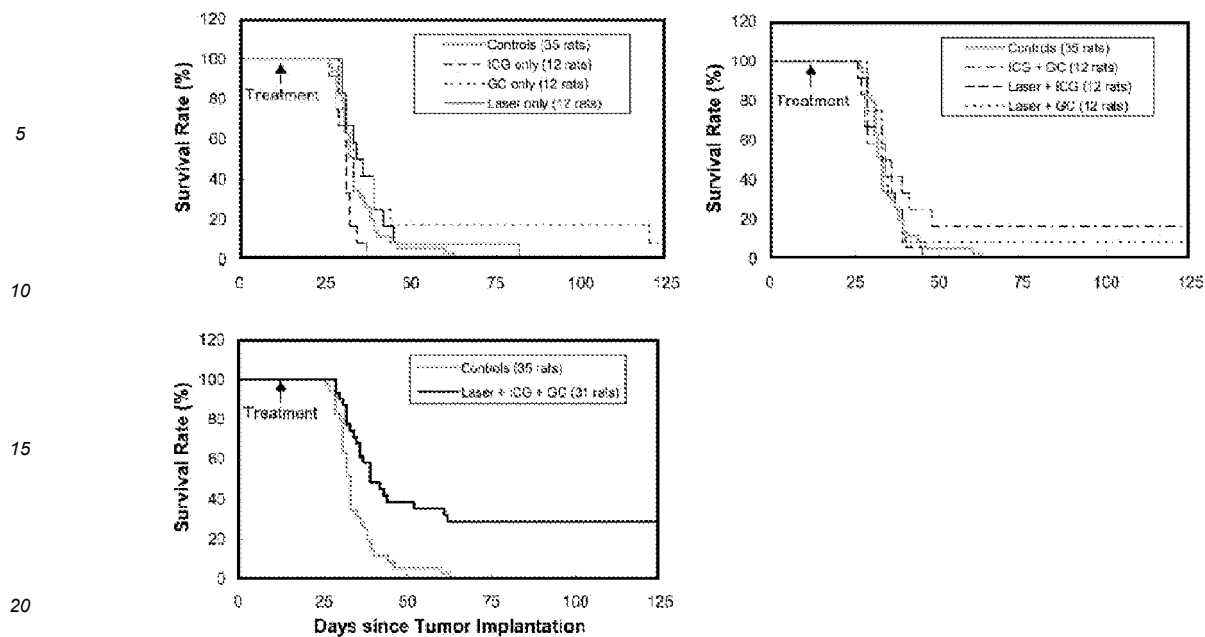 120
100
80
60
40
20
0
Survival Rate (%)
Treatment
Controls (35 rats)
ICG only (12 rats)
GC only (12 rats)
Laser only (12 rats)
0 25 50 75 100 125
120
100
80
60
40
20
0
Survival Rate (%)
Treatment
Controls (35 rats)
ICG + GC (12 rats)
Laser + ICG (12 rats)
Laser + GC (12 rats)
0 25 50 75 100 125
5
10
120
100
80
60
40
20
0
Survival Rate (%)
Treatment
Controls (35 rats)
Laser + ICG + GC (31 rats)
0 25 50 75 100 125
Days since Tumor Implantation
15
20